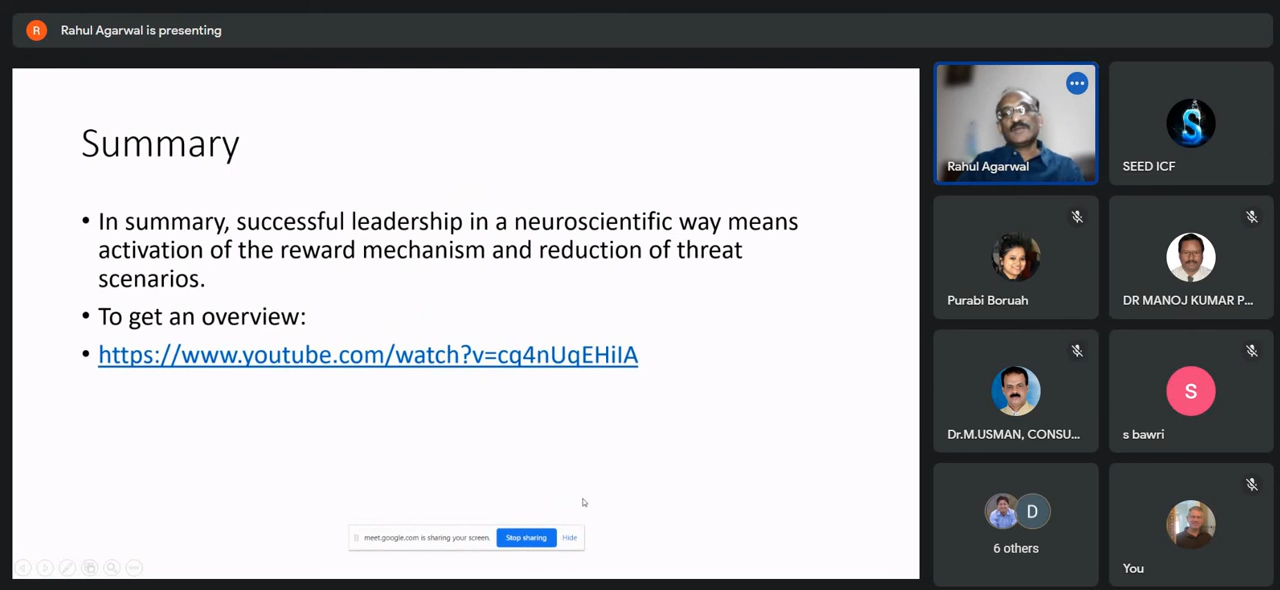 R Rahul Agarwal is presenting
Summary
• In summary, successful leadership in a neuroscientific way means
activation of the reward mechanism and reduction of threat
scenarios.
• To get an overview:
• https://www.youtube.com/watch?v=cq4nUqEHiIA
meet.google.com is sharing your screen. Stop sharing Hide
Rahul Agarwal
S
SEED ICF
Purabi Boruah
DR MANOJ KUMAR P...
Dr.M.USMAN, CONSU...
S
s bawri
D
6 others
You